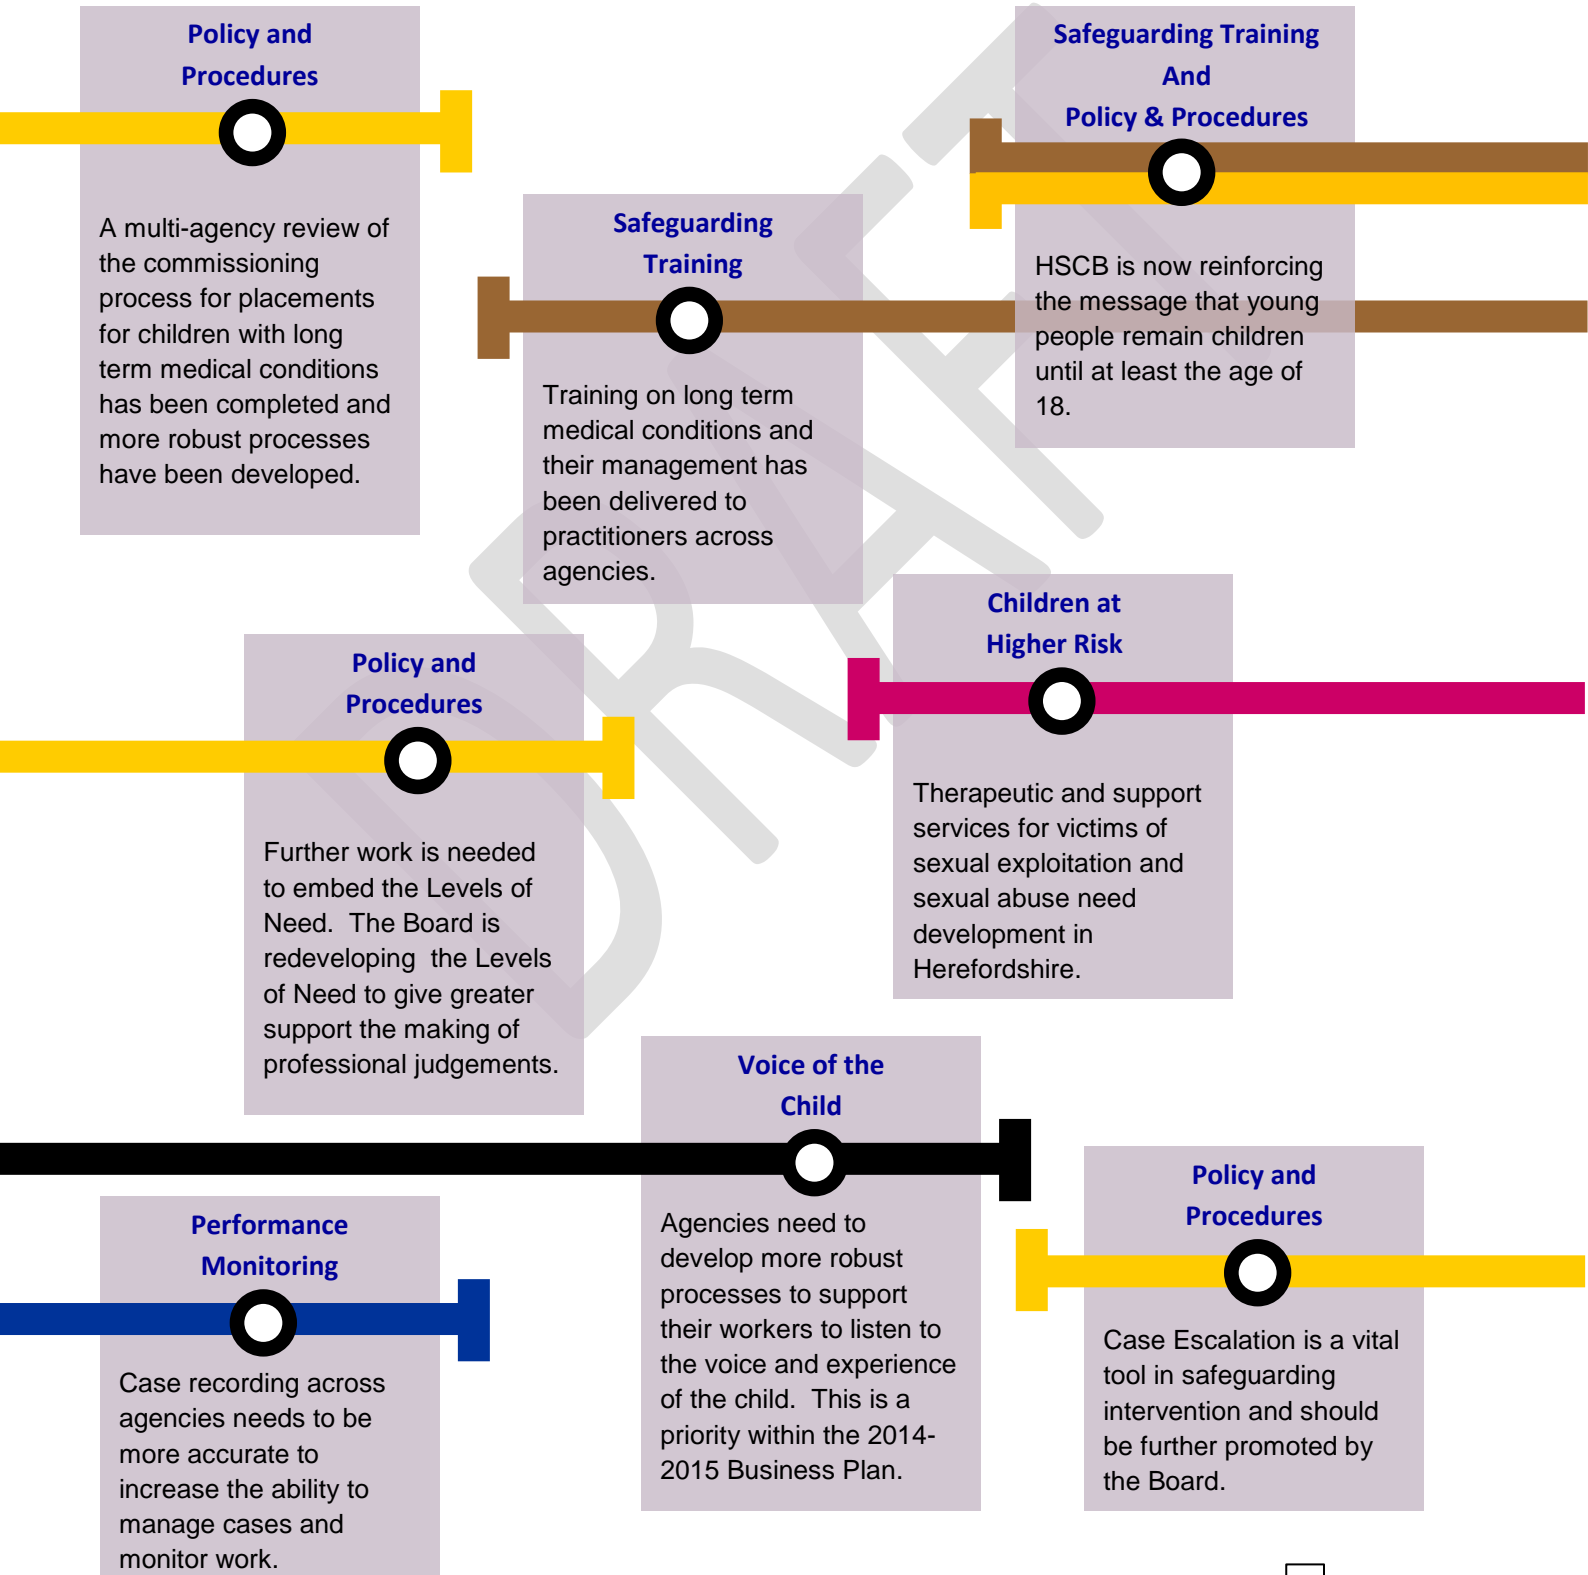 Policy and
Procedures
A multi-agency review of
the commissioning
process for placements
for children with long
term medical conditions
has been completed and
more robust processes
have been developed.
Safeguarding
Training
Training on long term
medical conditions and
their management has
been delivered to
practitioners across
agencies.
Safeguarding Training
And
Policy & Procedures
HSCB is now reinforcing
the message that young
people remain children
until at least the age of
18.
Policy and
Procedures
Further work is needed
to embed the Levels of
Need.  The Board is
redeveloping  the Levels
of Need to give greater
support the making of
professional judgements.
Children at
Higher Risk
Therapeutic and support
services for victims of
sexual exploitation and
sexual abuse need
development in
Herefordshire.
Performance
Monitoring
Case recording across
agencies needs to be
more accurate to
increase the ability to
manage cases and
monitor work.
Voice of the
Child
Agencies need to
develop more robust
processes to support
their workers to listen to
the voice and experience
of the child.  This is a
priority within the 2014-
2015 Business Plan.
Policy and
Procedures
Case Escalation is a vital
tool in safeguarding
intervention and should
be further promoted by
the Board.
DRAFT